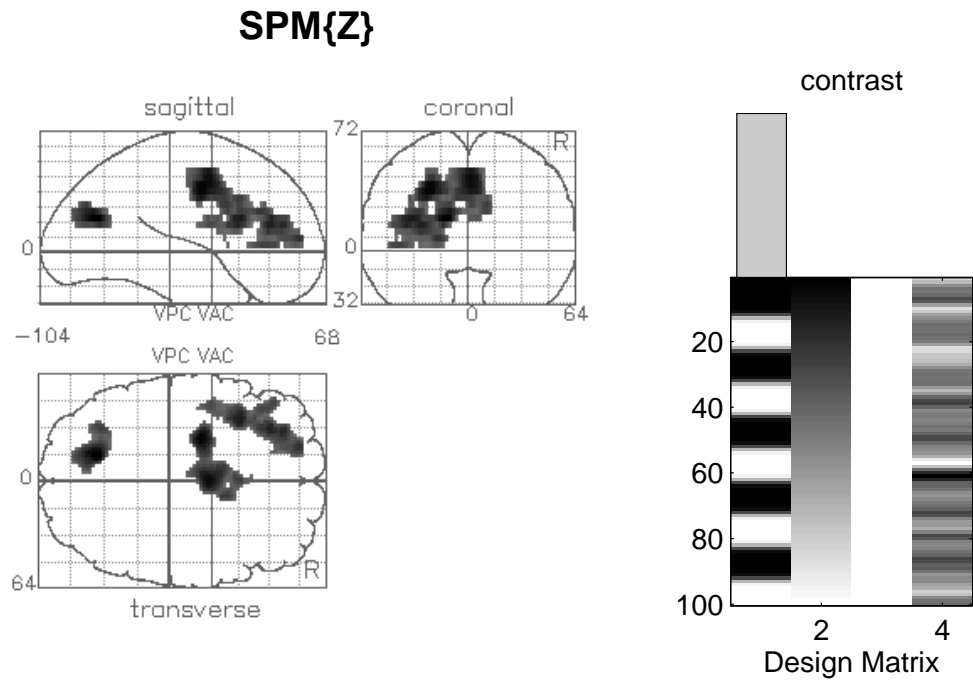 SPM{Z}
sagittal
coronal
72
R
0
0
32
VPC VAC
0
64
−104
68
VPC VAC
0
R
64
transverse
contrast
20
40
60
80
100
2
4
Design Matrix